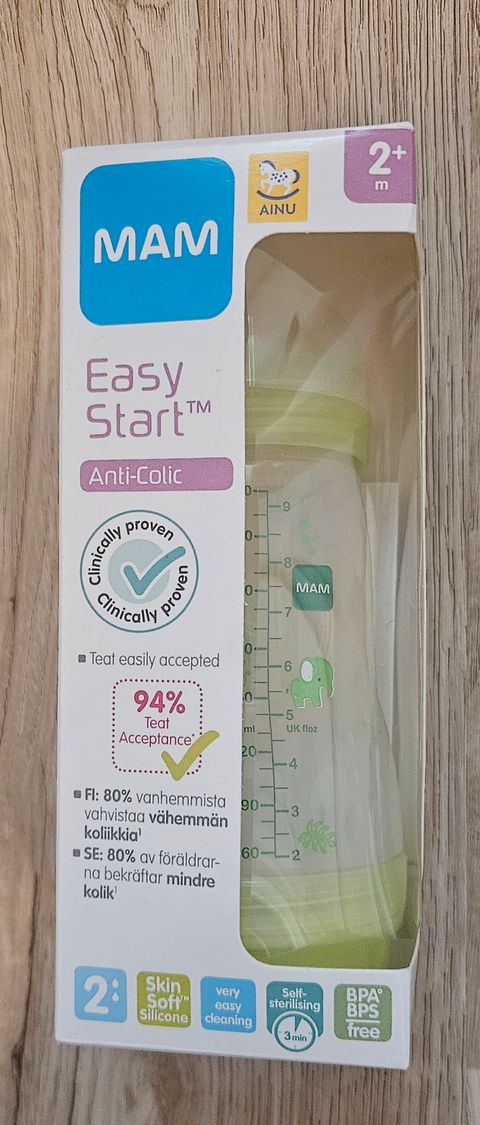 MAM
AINU
2+
m
Easy
Start™
Anti-Colic
Clinically proven
Clinically proven
Teat easily accepted
94%
Teat
Acceptance*
FI: 80% vanhemmista
vahvistaa vähemmän
koliikkia¹
SE: 80% av föräldrar-
na bekräftar mindre
kolik¹
9
8
MAM
7
6
5
ml
UK floz
20
4
90
3
60
2
2:
Skin
Soft™
Silicone
very
easy
cleaning
Self-
sterilising
3 min
BPA°
BPS
free